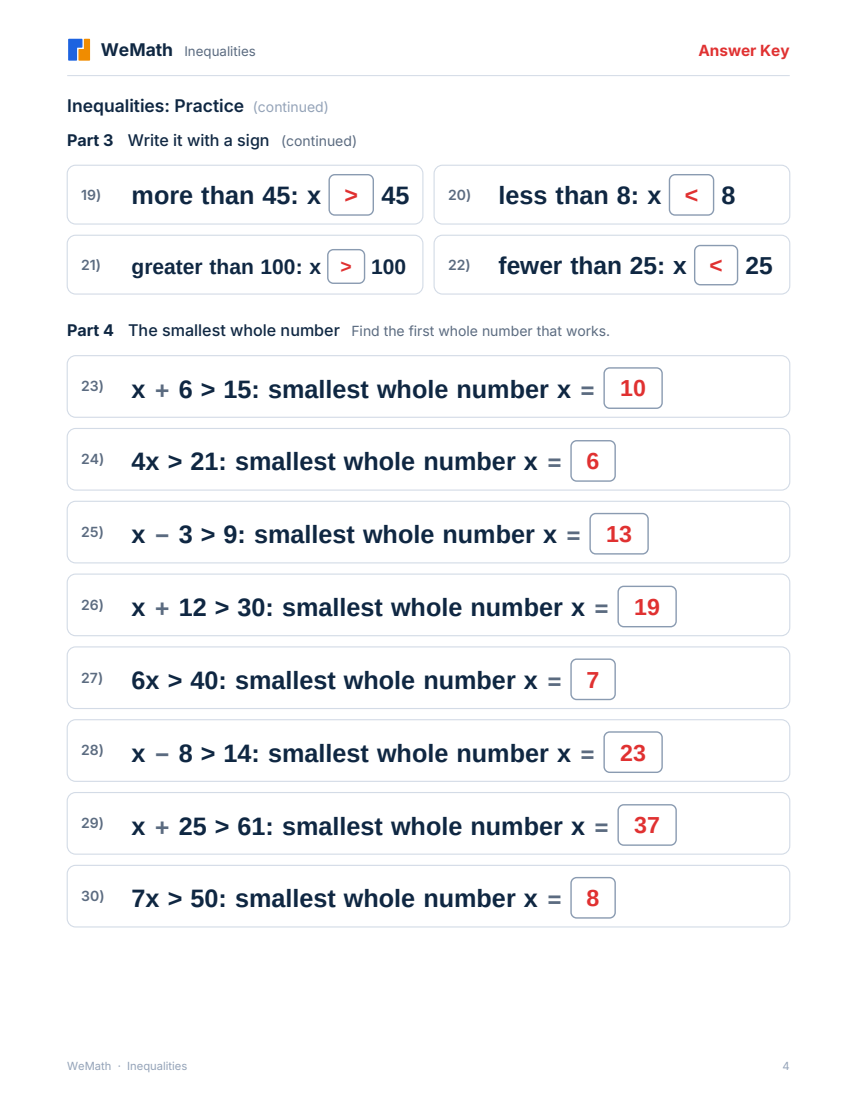 WeMath Inequalities Answer Key
Inequalities: Practice (continued)
Part 3 Write it with a sign (continued)
19) more than 45: x > 45 20) less than 8: x < 8
21) greater than 100: x > 100 22) fewer than 25: x < 25
Part 4 The smallest whole number Find the first whole number that works.
23) x + 6 > 15: smallest whole number x = 10
24) 4x > 21: smallest whole number x = 6
25) x − 3 > 9: smallest whole number x = 13
26) x + 12 > 30: smallest whole number x = 19
27) 6x > 40: smallest whole number x = 7
28) x − 8 > 14: smallest whole number x = 23
29) x + 25 > 61: smallest whole number x = 37
30) 7x > 50: smallest whole number x = 8
WeMath · Inequalities 4